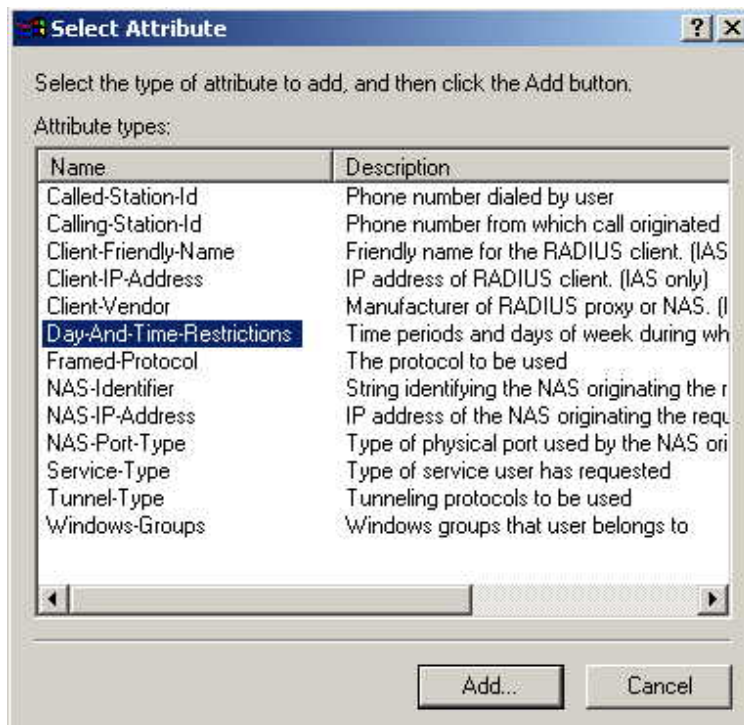 Select Attribute
Select the type of attribute to add, and then click the Add button.
Attribute types:
Name Description
Called-Station-Id Phone number dialed by user
Calling-Station-Id Phone number from which call originated
Client-Friendly-Name Friendly name for the RADIUS client. (IAS
Client-IP-Address IP address of RADIUS client. (IAS only)
Client-Vendor Manufacturer of RADIUS proxy or NAS. (I
Day-And-Time-Restrictions Time periods and days of week during wh
Framed-Protocol The protocol to be used
NAS-Identifier String identifying the NAS originating the r
NAS-IP-Address IP address of the NAS originating the requ
NAS-Port-Type Type of physical port used by the NAS ori
Service-Type Type of service user has requested
Tunnel-Type Tunneling protocols to be used
Windows-Groups Windows groups that user belongs to
Add... Cancel